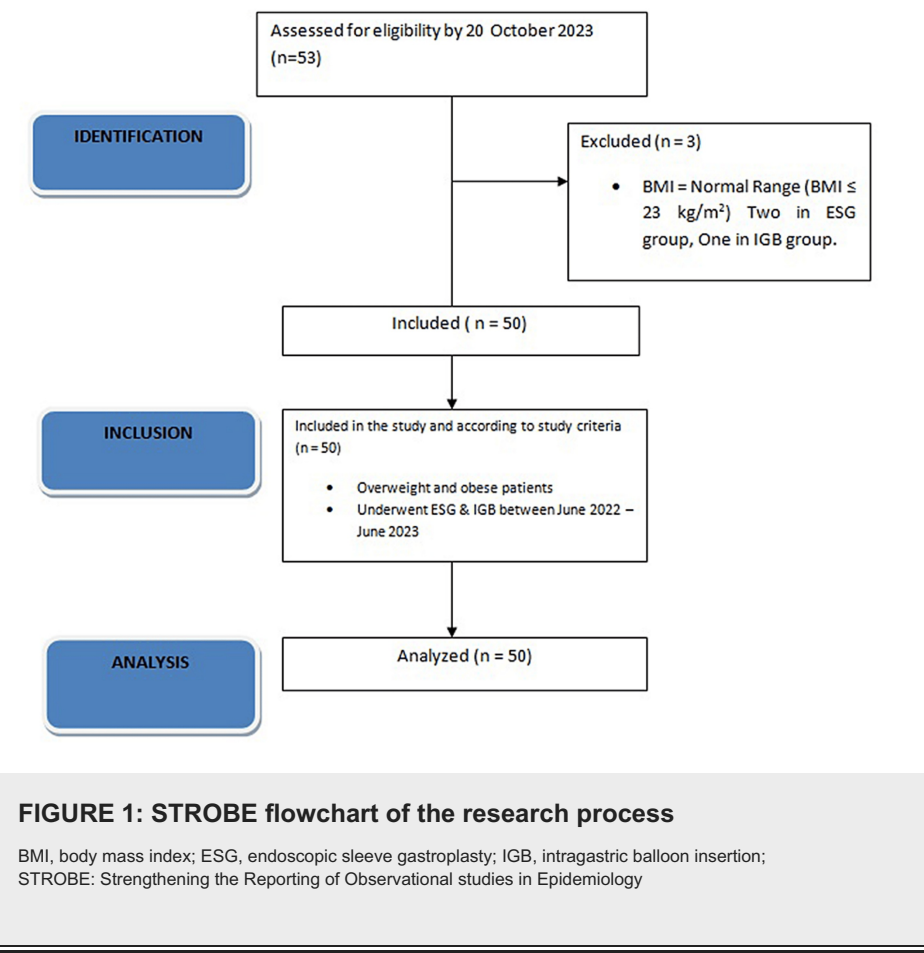 Assessed for eligibility by 20 October 2023
(n=53)
IDENTIFICATION
Excluded (n = 3)
• BMI = Normal Range (BMI ≤
23 kg/m²) Two in ESG
group, One in IGB group.
Included ( n = 50)
INCLUSION
Included in the study and according to study criteria
(n = 50)
• Overweight and obese patients
• Underwent ESG & IGB between June 2022 –
June 2023
ANALYSIS
Analyzed (n = 50)
FIGURE 1: STROBE flowchart of the research process
BMI, body mass index; ESG, endoscopic sleeve gastroplasty; IGB, intragastric balloon insertion;
STROBE: Strengthening the Reporting of Observational studies in Epidemiology